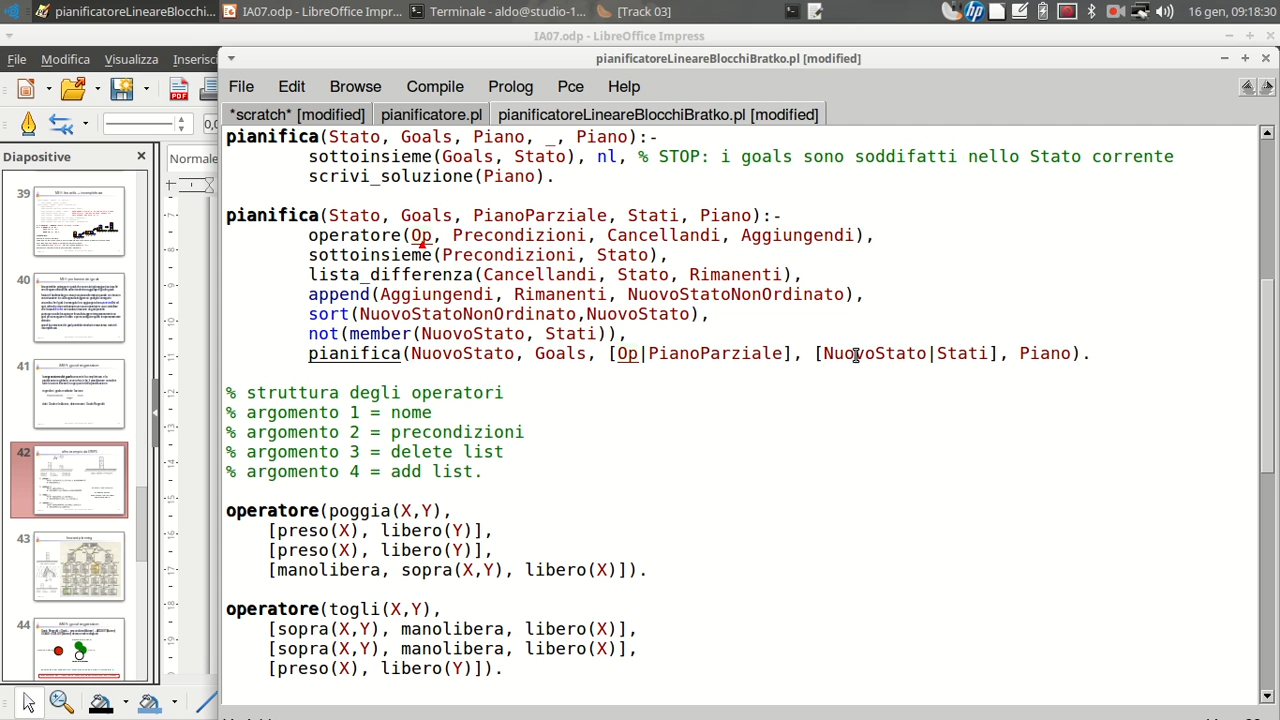 pianificatoreLineareBlocchi...
IA07.odp - LibreOffice Impr...
Terminale - aldo@studio-1...
[Track 03]
16 gen, 09:18:30
IA07.odp - LibreOffice Impress
File Modifica Visualizza Inserisci
pianificatoreLineareBlocchiBratko.pl [modified]
File Edit Browse Compile Prolog Pce Help
*scratch* [modified] pianificatore.pl pianificatoreLineareBlocchiBratko.pl [modified]
Diapositive
Normale
39
40
41
42
43
44
pianifica(Stato, Goals, Piano, _, Piano):-
sottoinsieme(Goals, Stato), nl, % STOP: i goals sono soddifatti nello Stato corrente
scrivi_soluzione(Piano).
pianifica(Stato, Goals, PianoParziale, Stati, Piano):-
operatore(Op, Precondizioni, Cancellandi, Aggiungendi),
sottoinsieme(Precondizioni, Stato),
lista_differenza(Cancellandi, Stato, Rimanenti),
append(Aggiungendi, Rimanenti, NuovoStatoNonOrdinato),
sort(NuovoStatoNonOrdinato,NuovoStato),
not(member(NuovoStato, Stati)),
pianifica(NuovoStato, Goals, [Op|PianoParziale], [NuovoStato|Stati], Piano).
% struttura degli operatori
% argomento 1 = nome
% argomento 2 = precondizioni
% argomento 3 = delete list
% argomento 4 = add list.
operatore(poggia(X,Y),
[preso(X), libero(Y)],
[preso(X), libero(Y)],
[manolibera, sopra(X,Y), libero(X)]).
operatore(togli(X,Y),
[sopra(X,Y), manolibera, libero(X)],
[sopra(X,Y), manolibera, libero(X)],
[preso(X), libero(Y)]).